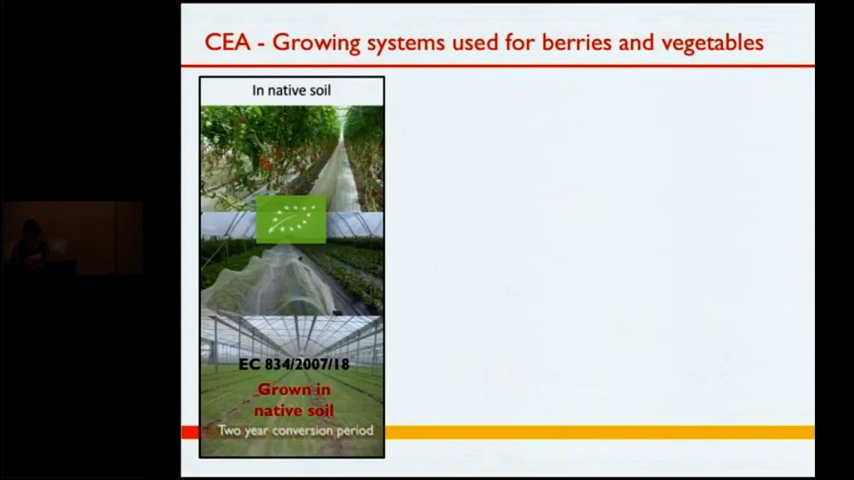 CEA - Growing systems used for berries and vegetables
In native soil
EC 834/2007/18
Grown in
native soil
Two year conversion period